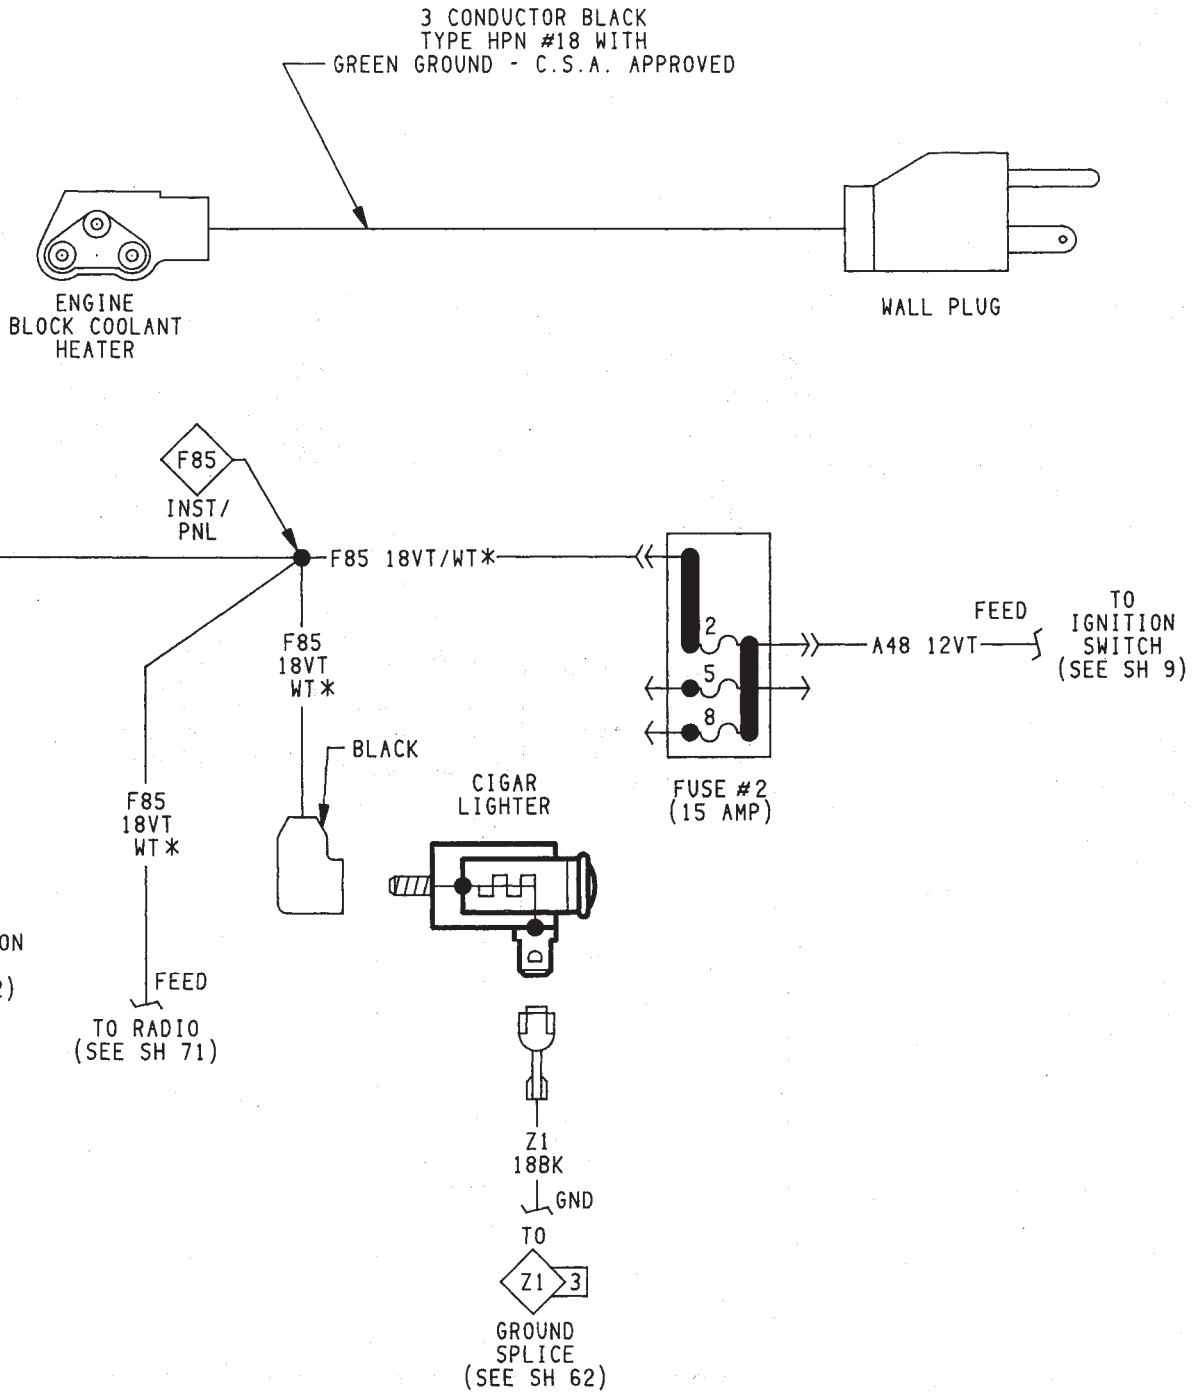 3 CONDUCTOR BLACK
TYPE HPN #18 WITH
GREEN GROUND - C.S.A. APPROVED
ENGINE
BLOCK COOLANT
HEATER
WALL PLUG
F85
INST/
PNL
F85 18VT/WT*
F85
18VT
WT*
BLACK
F85
18VT
WT*
FEED
TO RADIO
(SEE SH 71)
ON
2)
CIGAR
LIGHTER
2
5
8
FUSE #2
(15 AMP)
A48 12VT
FEED
TO
IGNITION
SWITCH
(SEE SH 9)
Z1
18BK
GND
TO
Z1 3
GROUND
SPLICE
(SEE SH 62)